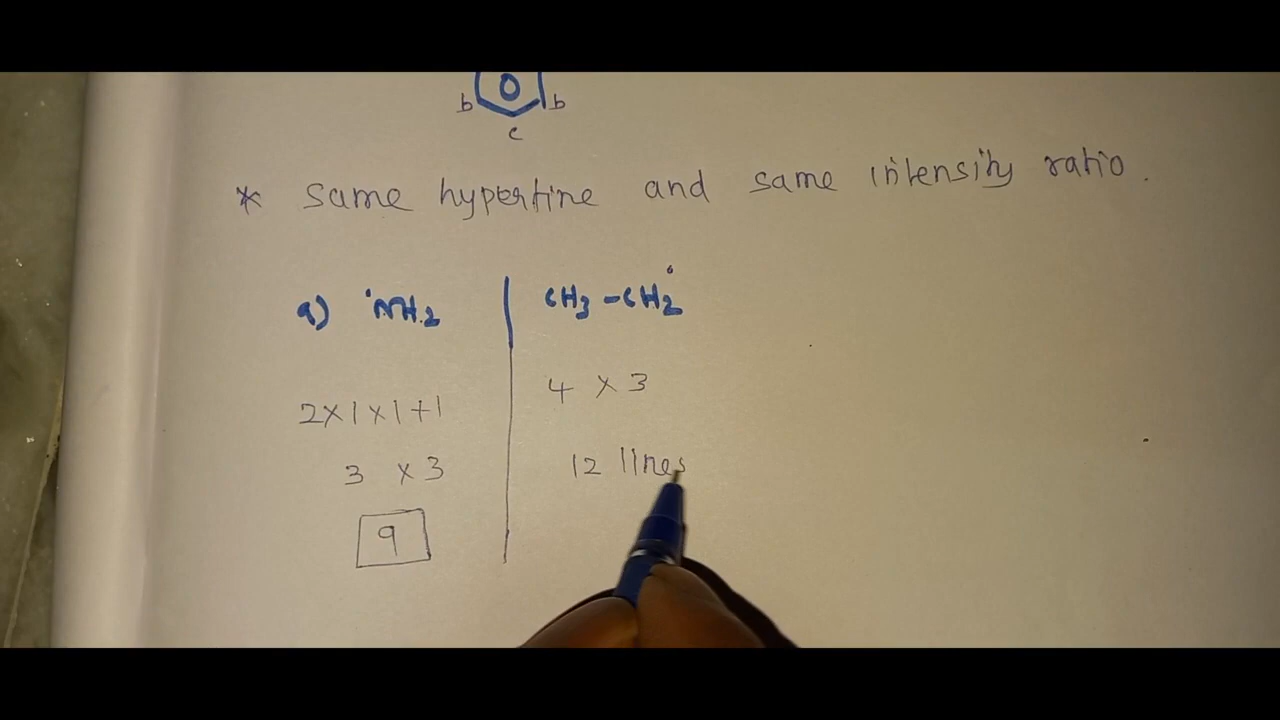 b b
c
* same hyperfine and same intensity ratio.
a) •NH2 | CH3 - CH2•
2×1×1+1
4 × 3
3 × 3
12 lines
9